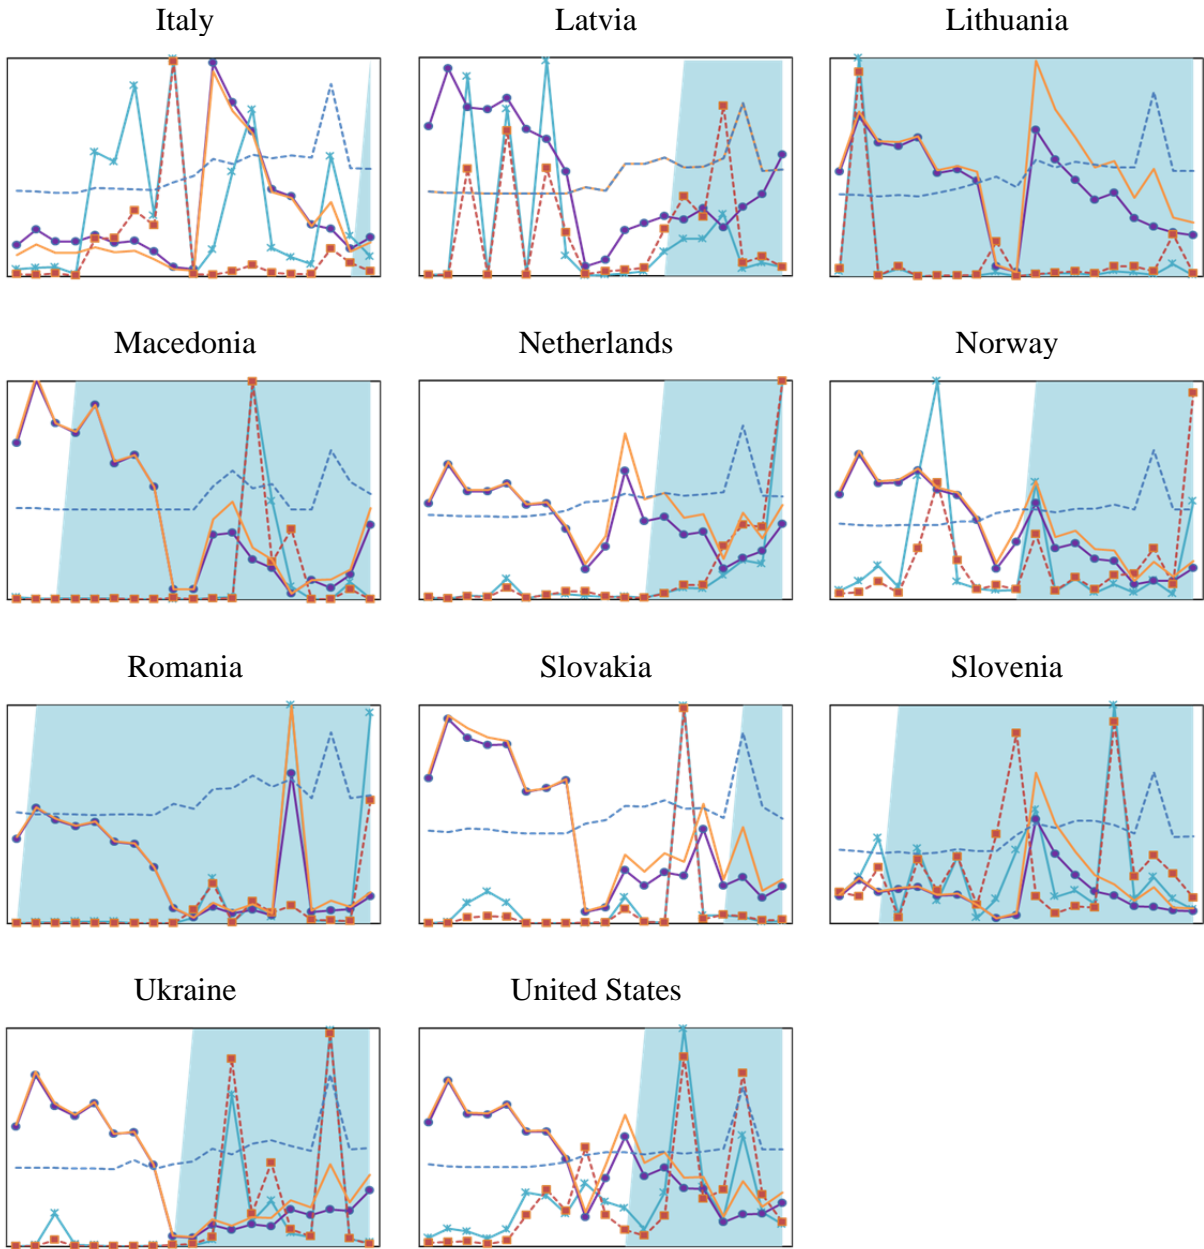 Italy
Latvia
Lithuania
Macedonia
Netherlands
Norway
Romania
Slovakia
Slovenia
Ukraine
United States